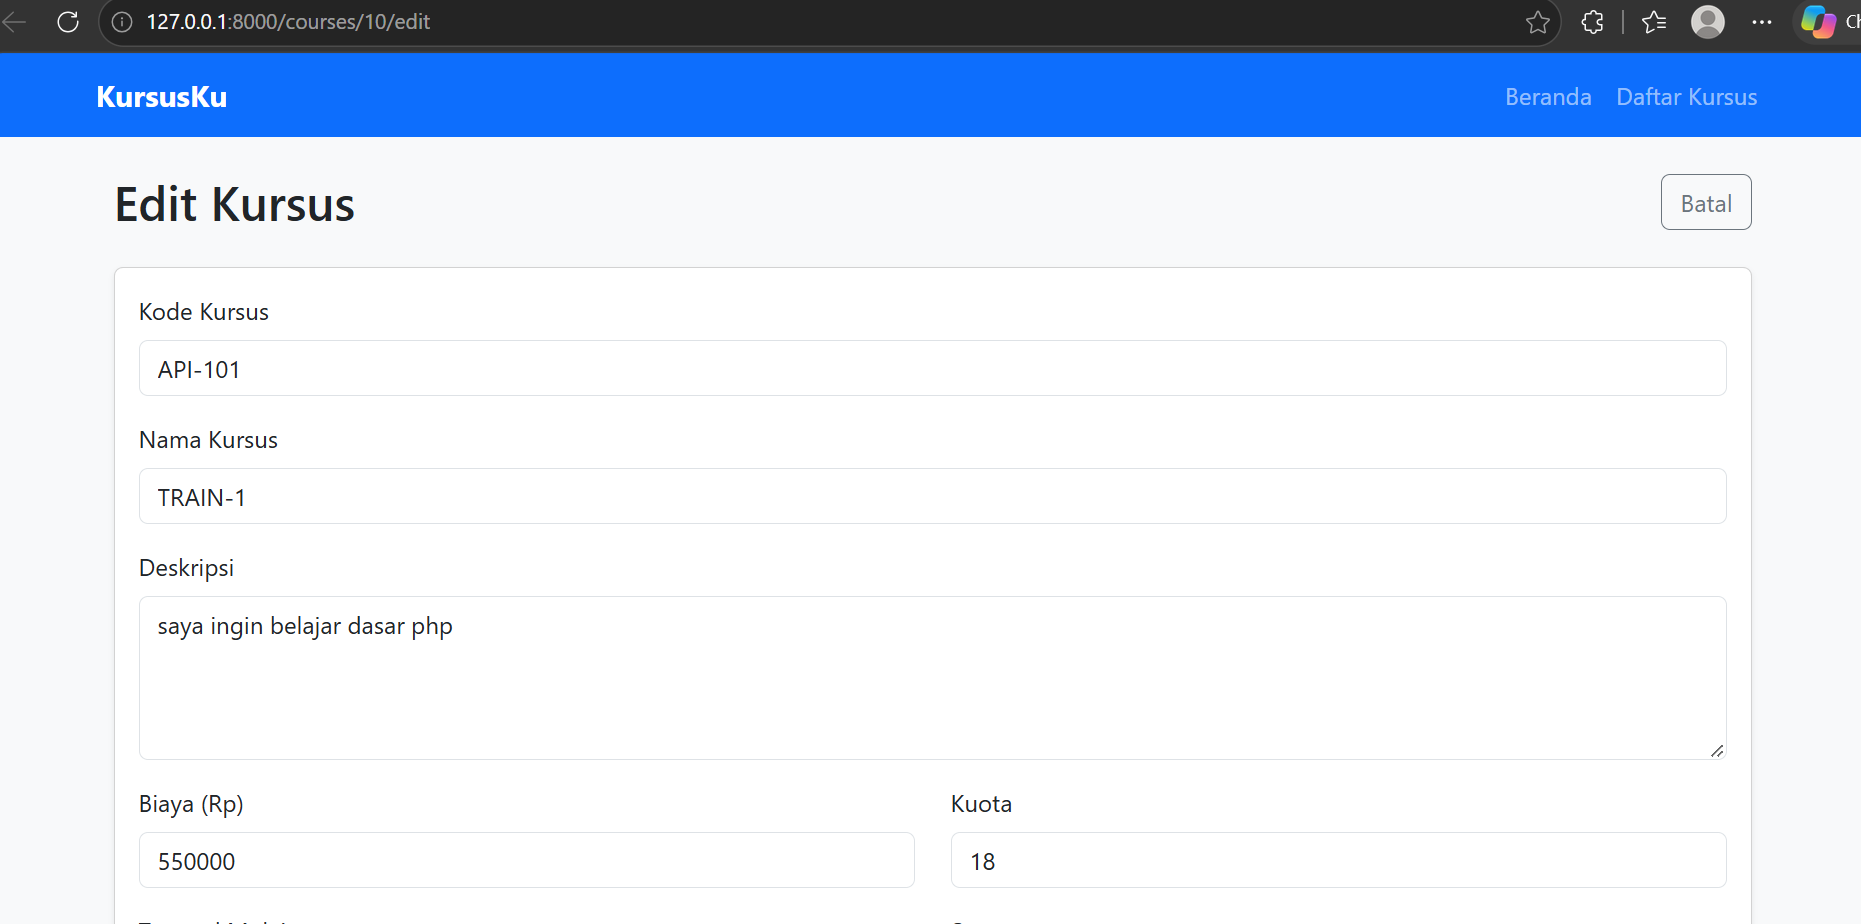 127.0.0.1:8000/courses/10/edit
KursusKu
Beranda
Daftar Kursus
Edit Kursus
Batal
Kode Kursus
API-101
Nama Kursus
TRAIN-1
Deskripsi
saya ingin belajar dasar php
Biaya (Rp)
Kuota
550000
18